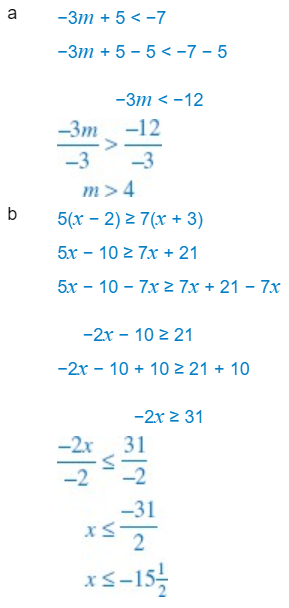 a −3m + 5 < −7
−3m + 5 − 5 < −7 − 5
−3m < −12
−3m/−3 > −12/−3
m > 4
b 5(x − 2) ≥ 7(x + 3)
5x − 10 ≥ 7x + 21
5x − 10 − 7x ≥ 7x + 21 − 7x
−2x − 10 ≥ 21
−2x − 10 + 10 ≥ 21 + 10
−2x ≥ 31
−2x/−2 ≤ 31/−2
x ≤ −31/2
x ≤ −15½